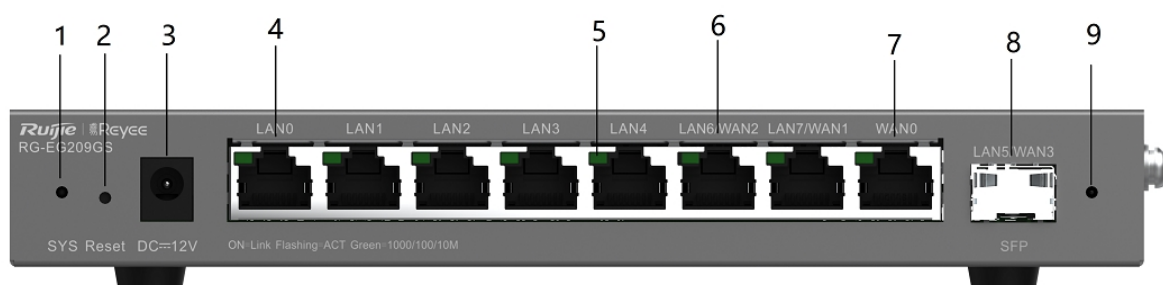 1 2 3 4 5 6 7 8 9
Ruijie | 锐捷 Reyee
RG-EG209GS
LAN0 LAN1 LAN2 LAN3 LAN4 LAN6/WAN2 LAN7/WAN1 WAN0 LAN5/WAN3
SYS Reset DC⎓12V ON=Link Flashing=ACT Green=1000/100/10M SFP